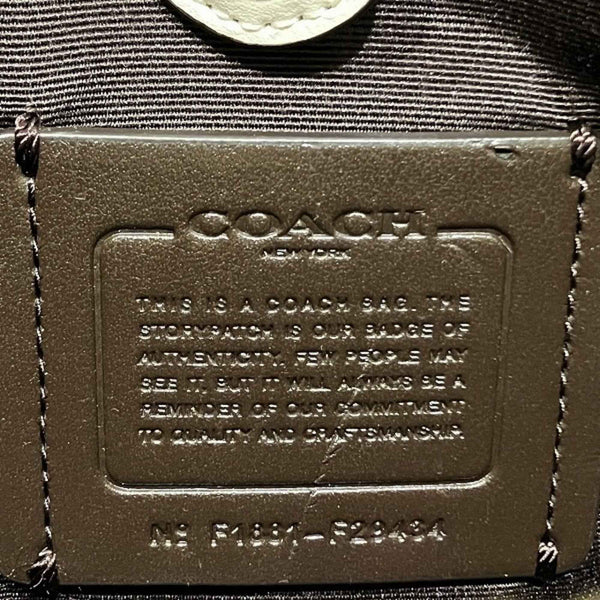 COACH
NEW YORK
THIS IS A COACH BAG. THE
STORYPATCH IS OUR BADGE OF
AUTHENTICITY. FEW PEOPLE MAY
SEE IT, BUT IT WILL ALWAYS BE A
REMINDER OF OUR COMMITMENT
TO QUALITY AND CRAFTSMANSHIP.
Nº F1881-F29434